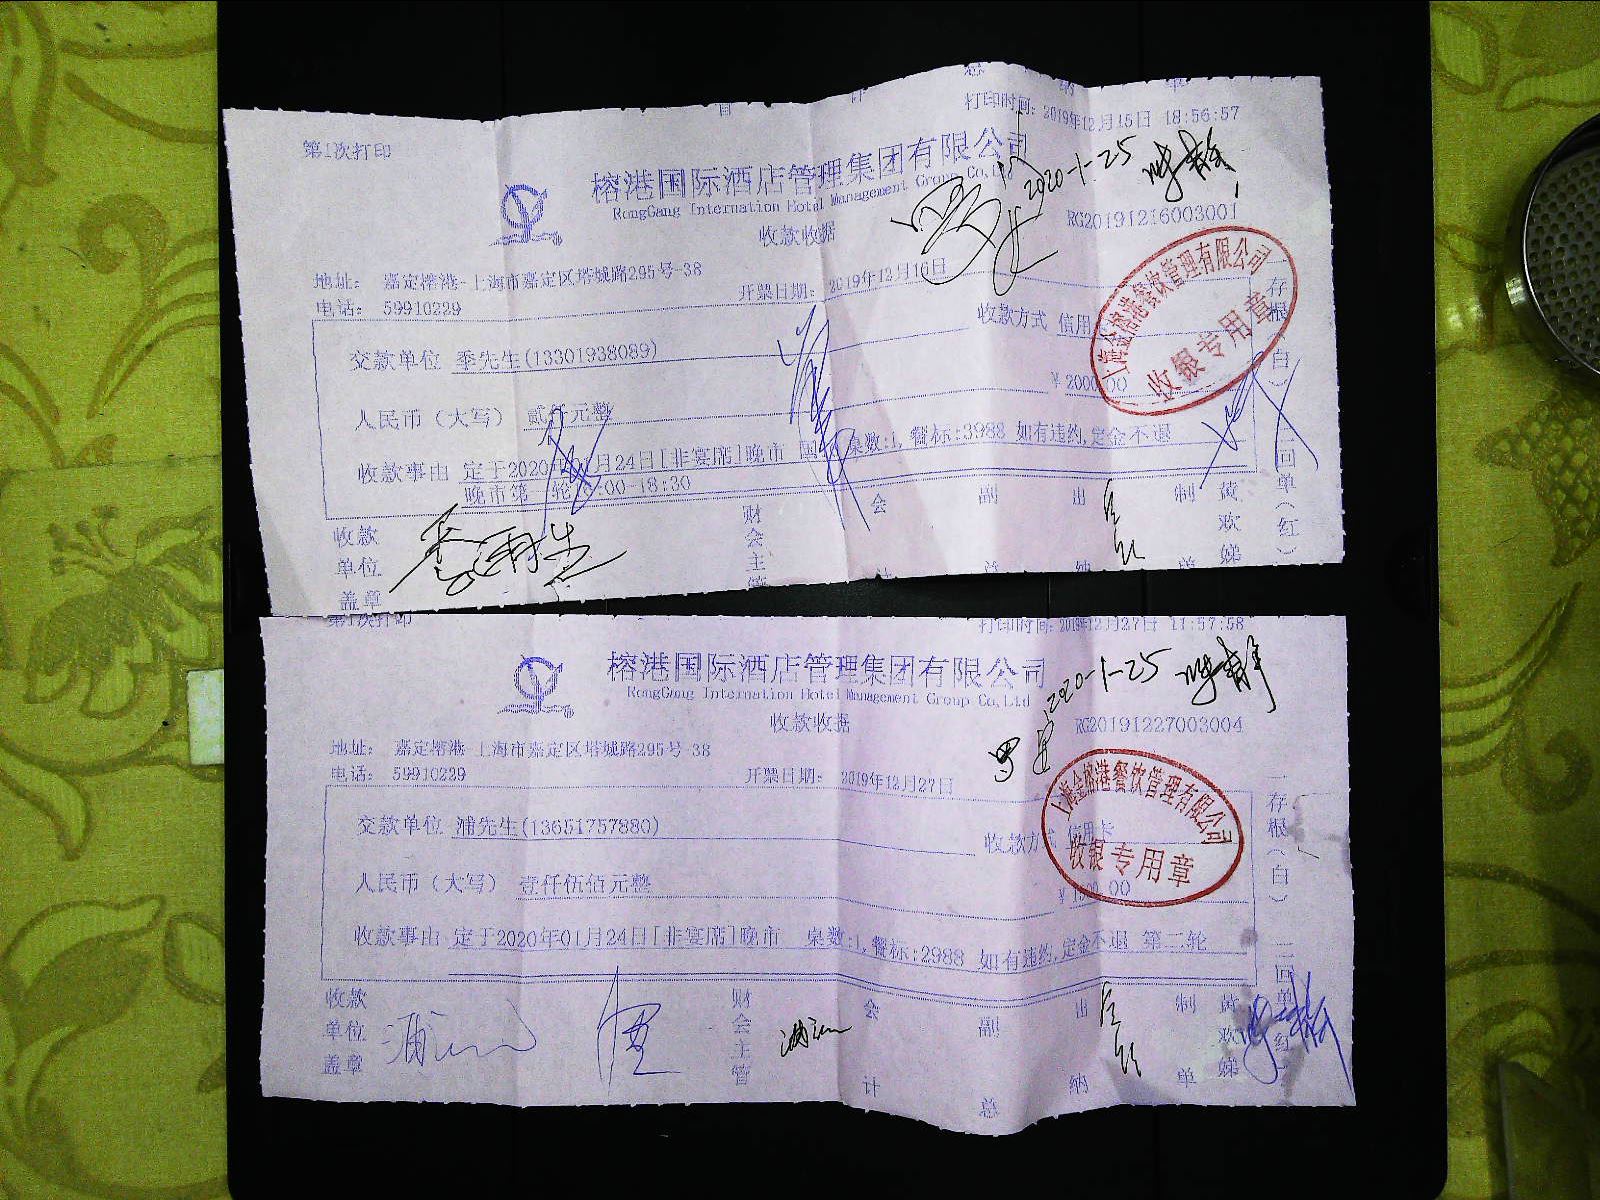 打印时间: 2019年12月15日 18:56:57
第1次打印
榕港国际酒店管理集团有限公司
RongGang Internation Hotel Management Group Co,Ltd
2020-1-25
收款收据
RG20191216003001
地址: 嘉定榕港-上海市嘉定区塔城路295号-38
电话: 59910229
开票日期: 2019年12月16日
上海金榕港餐饮管理有限公司
收银专用章
交款单位 季先生(13301938089)
收款方式 信用
人民币(大写) 贰仟元整
¥2000.00
收款事由 定于2020年01月24日[非宴席]晚市 桌数:1,餐标:3988 如有违约,定金不退
晚市第一轮 :00-18:30
收款单位盖章
财会主管
会计
副总
出纳
制单
黄欢娣
存根(白)
二回单(红)
第1次打印
打印时间: 2019年12月27日 11:57:58
榕港国际酒店管理集团有限公司
RongGang Internation Hotel Management Group Co,Ltd
2020-1-25
收款收据
RG20191227003004
地址: 嘉定榕港-上海市嘉定区塔城路295号-38
电话: 59910229
开票日期: 2019年12月27日
上海金榕港餐饮管理有限公司
收银专用章
交款单位 浦先生(13651757880)
收款方式 信用卡
人民币(大写) 壹仟伍佰元整
¥1500.00
收款事由 定于2020年01月24日[非宴席]晚市 桌数:1,餐标:2988 如有违约,定金不退 第二轮
收款单位盖章
财会主管
会计
副总
出纳
制单
黄欢娣
一存根(白)
二回单(红)